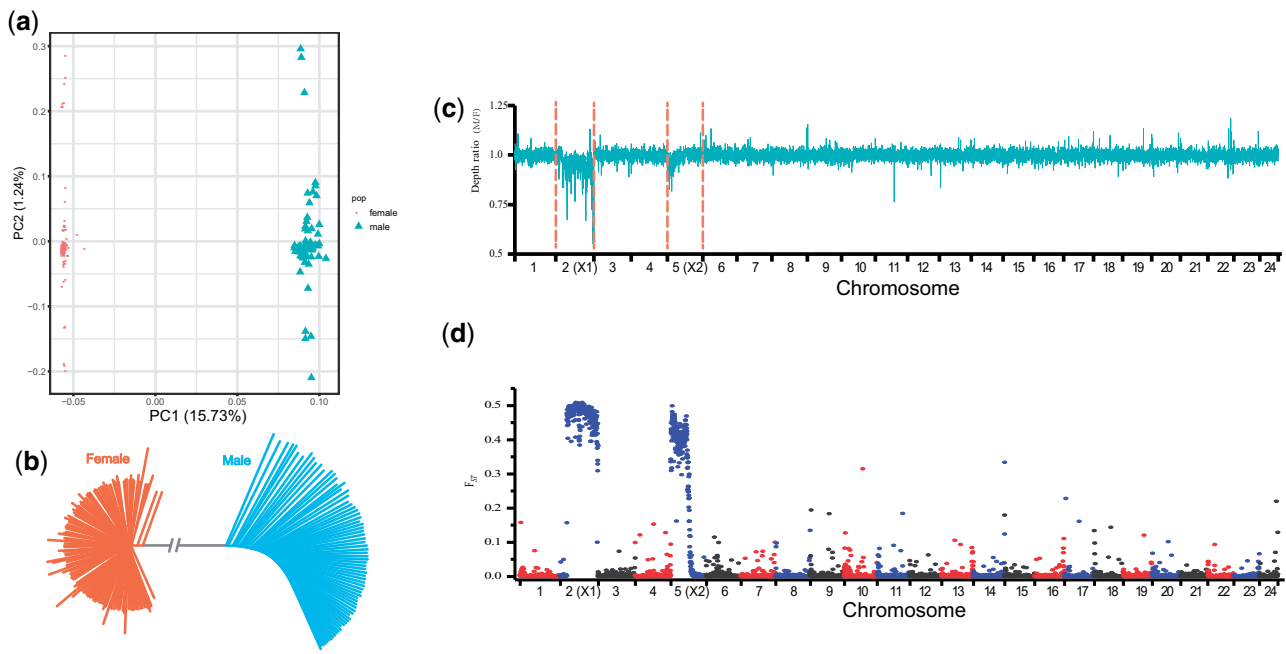 (a)
0.3
0.2
0.1
0.0
−0.1
−0.2
PC2 (1.24%)
−0.05
0.00
0.05
0.10
PC1 (15.73%)
pop
female
male
(b)
Female
Male
(c)
1.25
1.0
0.75
0.5
Depth ratio (M/F)
1 2 (X1) 3 4 5 (X2) 6 7 8 9 10 11 12 13 14 15 16 17 18 19 20 21 22 23 24
Chromosome
(d)
0.5
0.4
0.3
0.2
0.1
0.0
FST
1 2 (X1) 3 4 5 (X2) 6 7 8 9 10 11 12 13 14 15 16 17 18 19 20 21 22 23 24
Chromosome